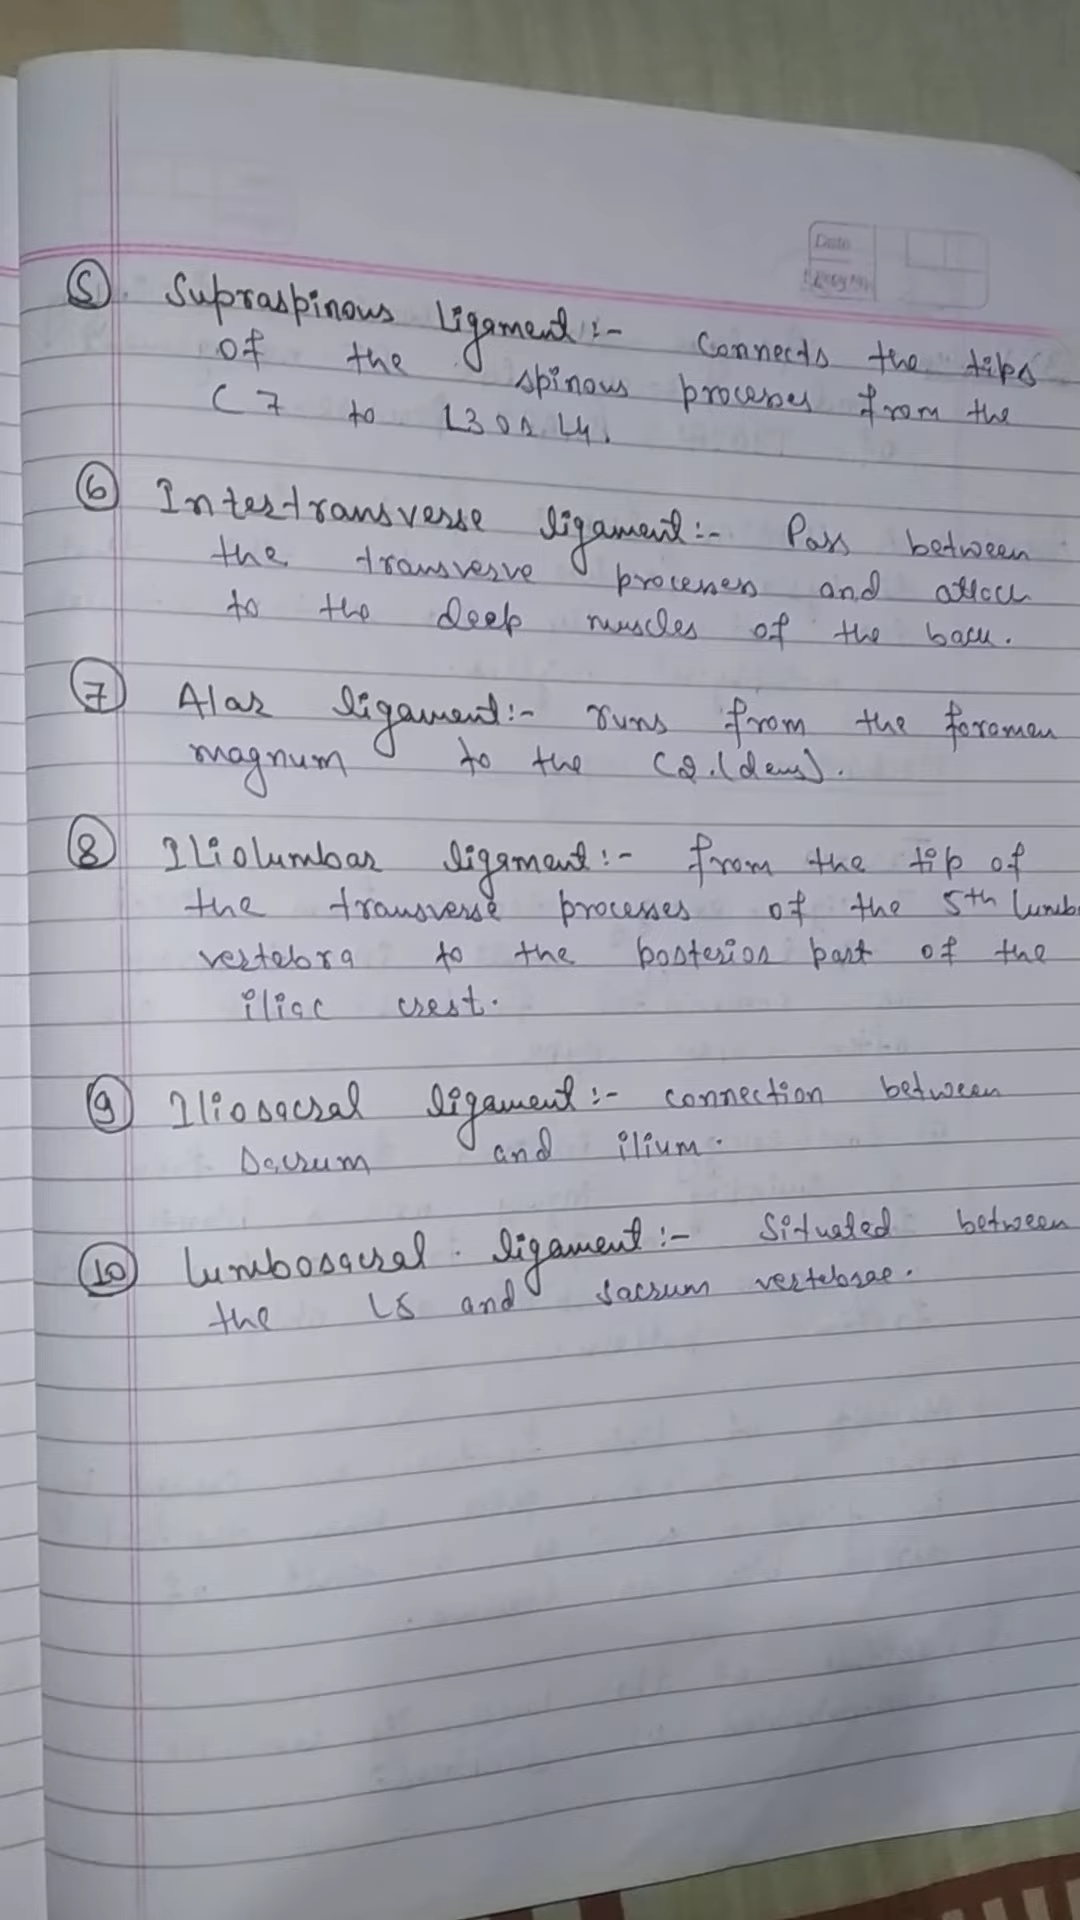 Date
5 Supraspinous Ligament :- Connects the tips
of the spinous processes from the
C7 to L3 or L4.
6 Intertransverse ligament :- Pass between
the transverse processes and attach
to the deep muscles of the back.
7 Alar ligament :- runs from the foramen
magnum to the C2. (dens).
8 Iliolumbar ligament :- from the tip of
the transverse processes of the 5th lumb
vertebra to the posterior part of the
iliac crest.
9 Iliosacral ligament :- connection between
sacrum and ilium.
10 Lumbosacral ligament :- Situated between
the L5 and sacrum vertebrae.